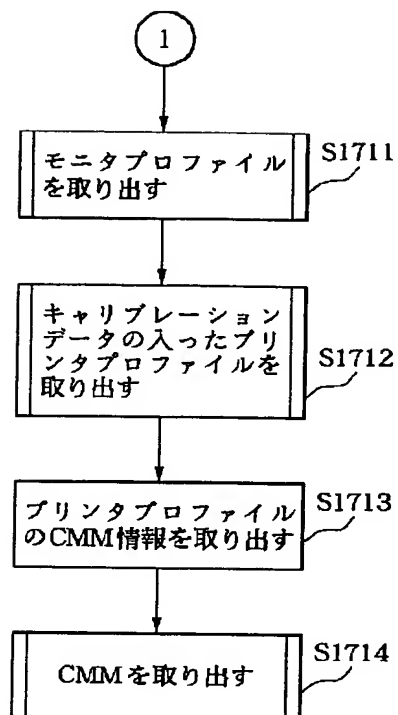 1
モニタプロファイル
を取り出す
S1711
キャリブレーション
データの入ったプリ
ンタプロファイルを
取り出す
S1712
プリンタプロファイル
のCMM情報を取り出す
S1713
CMMを取り出す
S1714